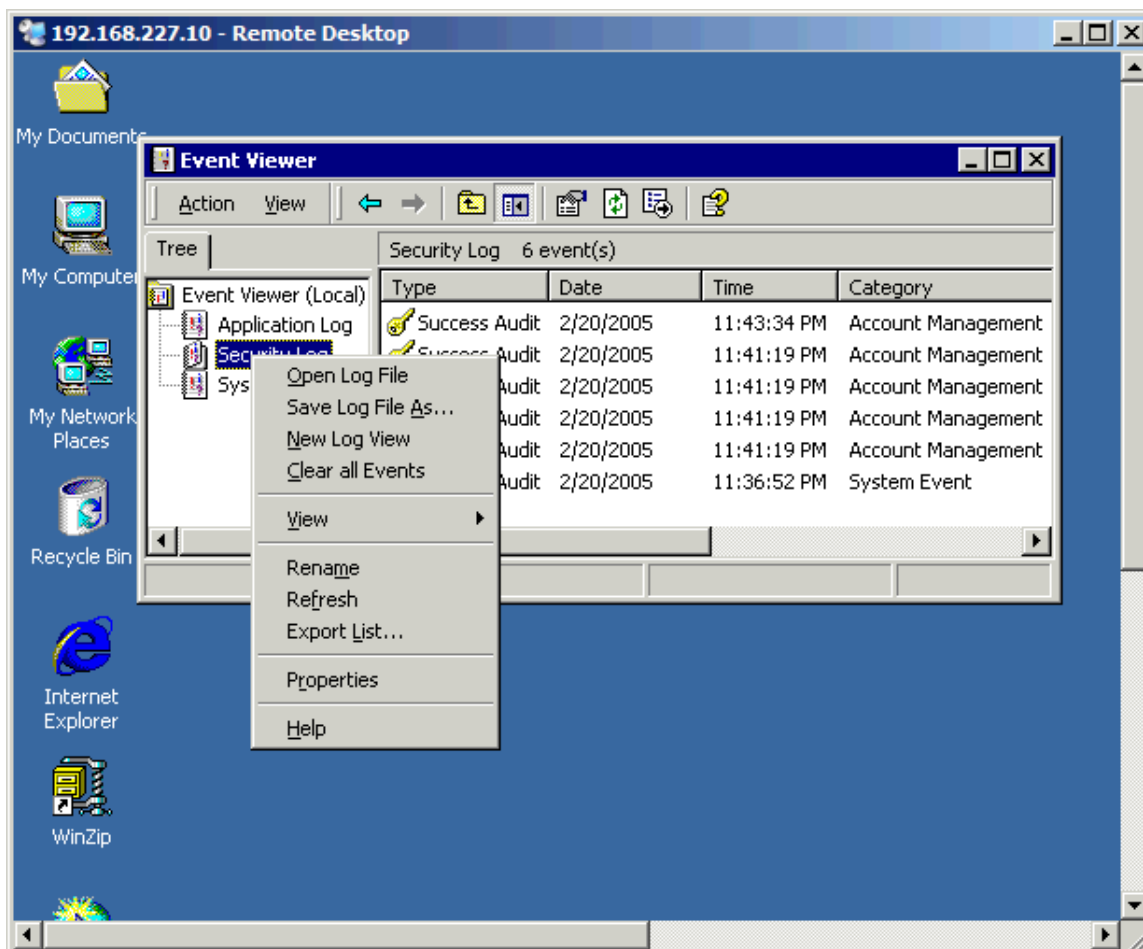 192.168.227.10 - Remote Desktop
My Documents
My Computer
My Network
Places
Recycle Bin
Internet
Explorer
WinZip
Event Viewer
Action View
Tree
Security Log 6 event(s)
Event Viewer (Local)
Application Log
Security Log
Sys
Type Date Time Category
Success Audit 2/20/2005 11:43:34 PM Account Management
Success Audit 2/20/2005 11:41:19 PM Account Management
Audit 2/20/2005 11:41:19 PM Account Management
Audit 2/20/2005 11:41:19 PM Account Management
Audit 2/20/2005 11:41:19 PM Account Management
Audit 2/20/2005 11:36:52 PM System Event
Open Log File
Save Log File As...
New Log View
Clear all Events
View
Rename
Refresh
Export List...
Properties
Help